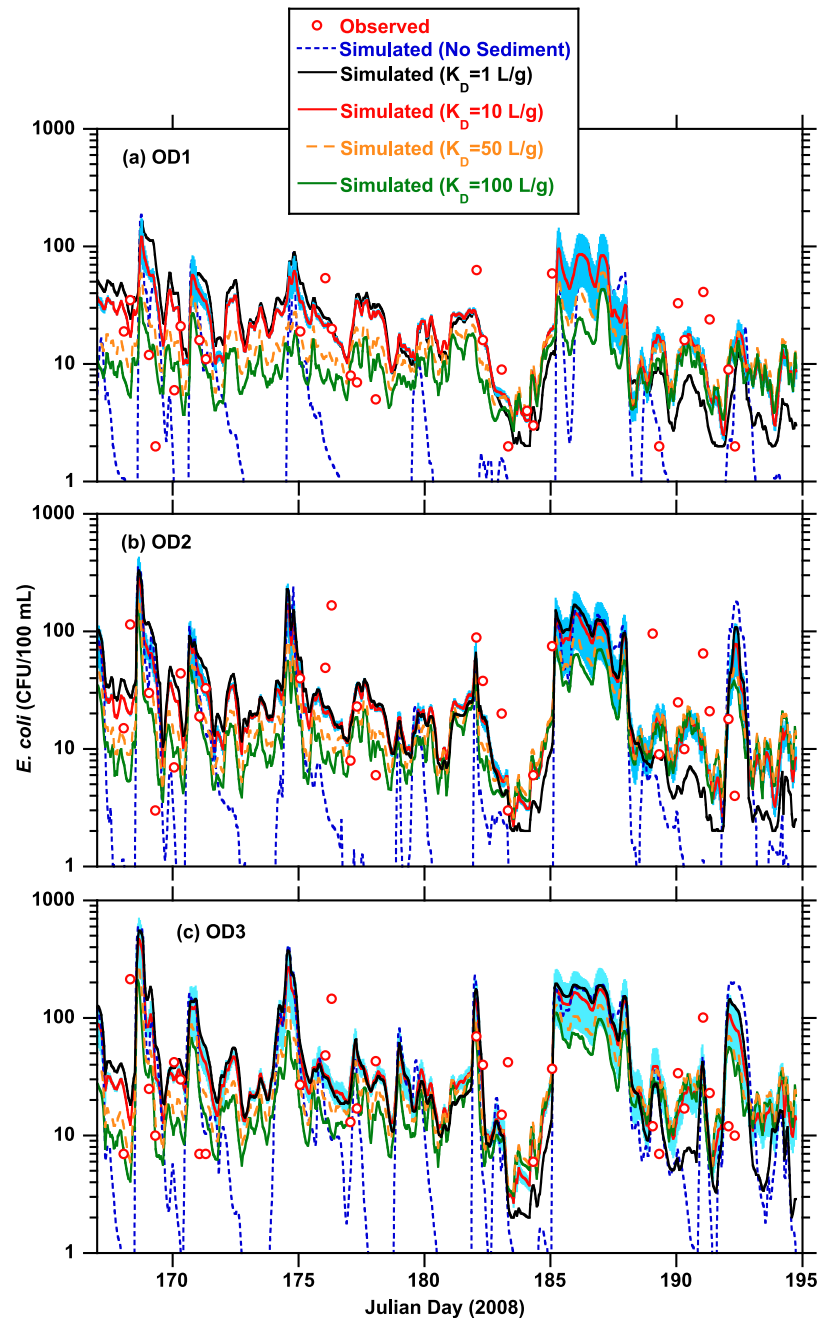 Observed
Simulated (No Sediment)
Simulated (K_D=1 L/g)
Simulated (K_D=10 L/g)
Simulated (K_D=50 L/g)
Simulated (K_D=100 L/g)
1000
(a) OD1
100
10
1
1000
(b) OD2
100
10
1
E. coli (CFU/100 mL)
1000
(c) OD3
100
10
1
170 175 180 185 190 195
Julian Day (2008)